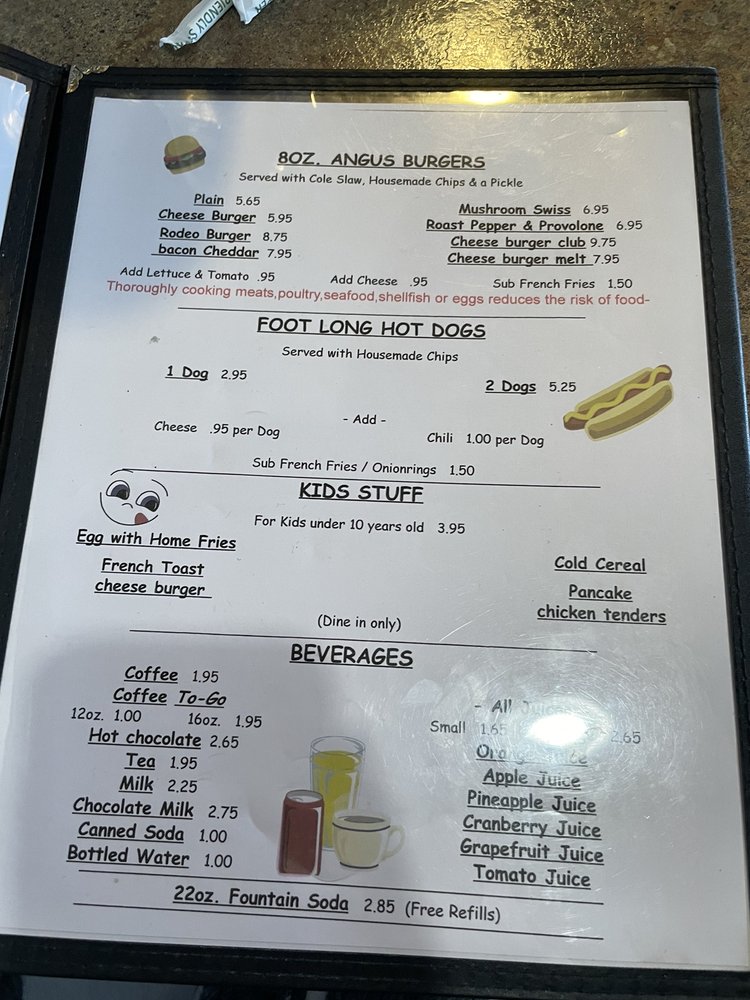 RIENDLY S
8OZ. ANGUS BURGERS
Served with Cole Slaw, Housemade Chips & a Pickle
Plain 5.65
Cheese Burger 5.95
Rodeo Burger 8.75
bacon Cheddar 7.95
Mushroom Swiss 6.95
Roast Pepper & Provolone 6.95
Cheese burger club 9.75
Cheese burger melt 7.95
Add Lettuce & Tomato .95 Add Cheese .95 Sub French Fries 1.50
Thoroughly cooking meats,poultry,seafood,shellfish or eggs reduces the risk of food-
FOOT LONG HOT DOGS
Served with Housemade Chips
1 Dog 2.95 2 Dogs 5.25
- Add -
Cheese .95 per Dog Chili 1.00 per Dog
Sub French Fries / Onionrings 1.50
KIDS STUFF
For Kids under 10 years old 3.95
Egg with Home Fries
French Toast
cheese burger
Cold Cereal
Pancake
chicken tenders
(Dine in only)
BEVERAGES
Coffee 1.95
Coffee To-Go
12oz. 1.00 16oz. 1.95
Hot chocolate 2.65
Tea 1.95
Milk 2.25
Chocolate Milk 2.75
Canned Soda 1.00
Bottled Water 1.00
- All Juices
Small 1.65 2.65
Orange Juice
Apple Juice
Pineapple Juice
Cranberry Juice
Grapefruit Juice
Tomato Juice
22oz. Fountain Soda 2.85 (Free Refills)